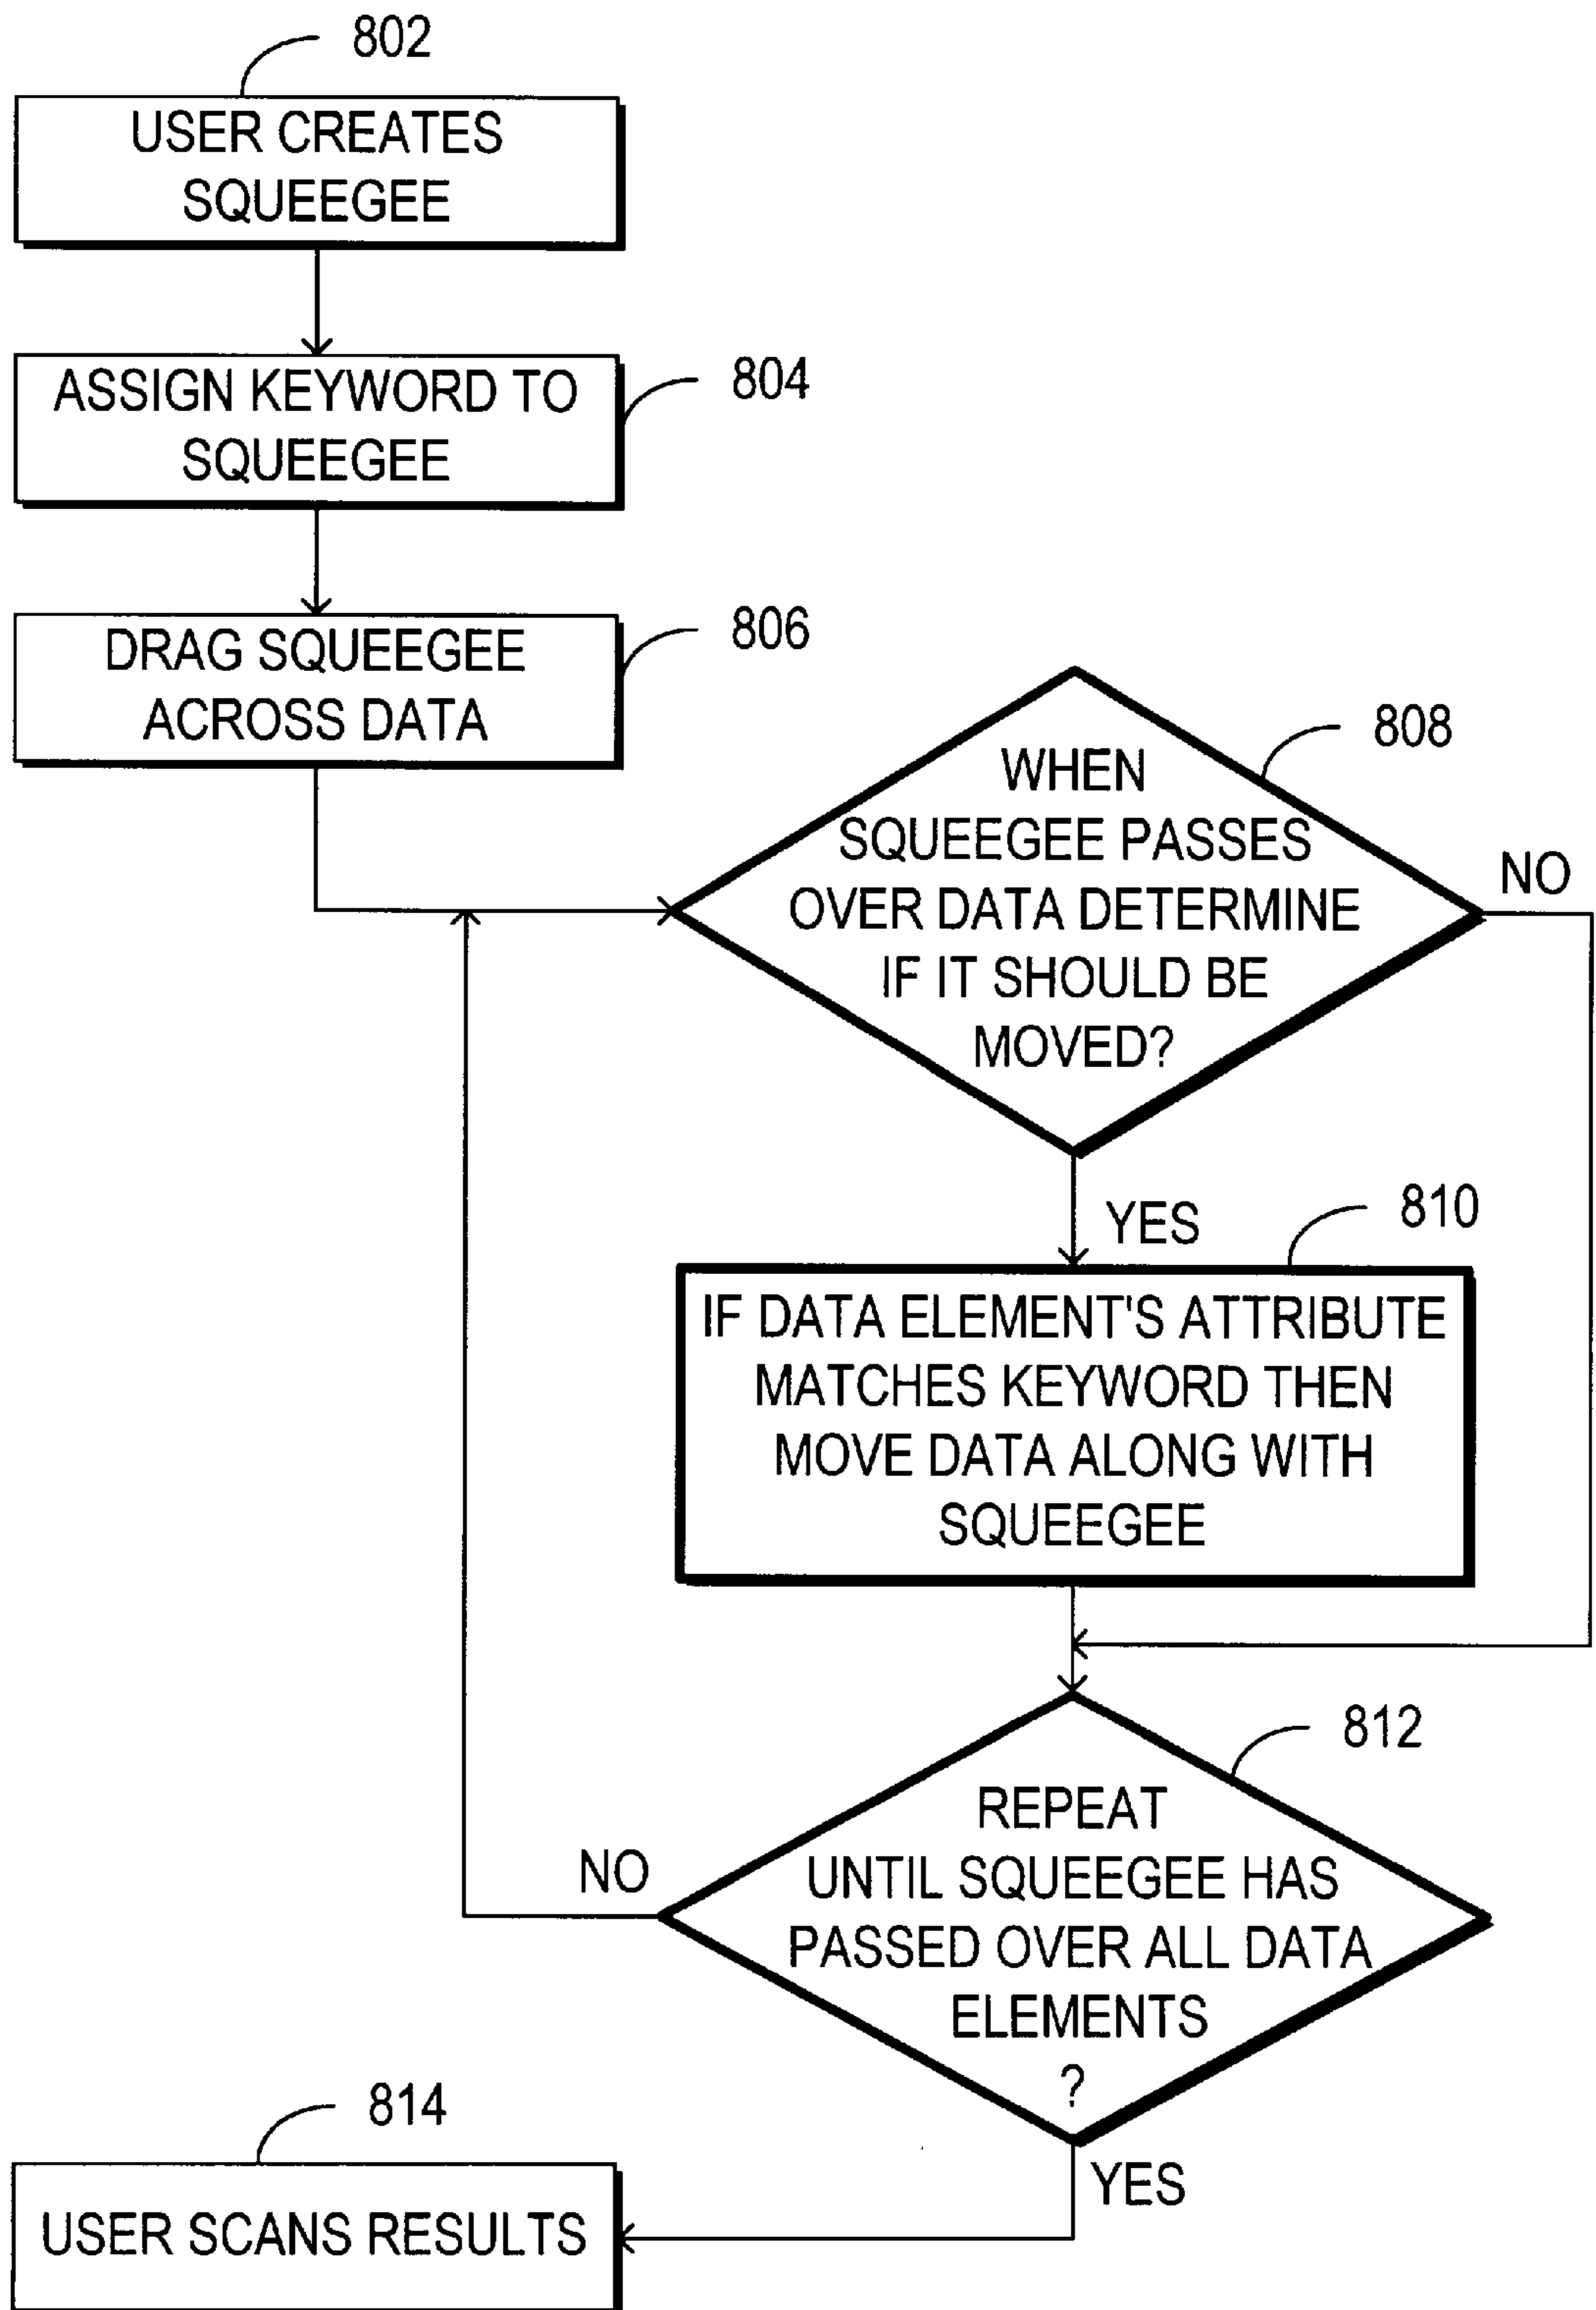 802
USER CREATES
SQUEEGEE
ASSIGN KEYWORD TO
SQUEEGEE
804
DRAG SQUEEGEE
ACROSS DATA
806
808
WHEN
SQUEEGEE PASSES
OVER DATA DETERMINE
IF IT SHOULD BE
MOVED?
NO
YES
810
IF DATA ELEMENT'S ATTRIBUTE
MATCHES KEYWORD THEN
MOVE DATA ALONG WITH
SQUEEGEE
812
REPEAT
UNTIL SQUEEGEE HAS
PASSED OVER ALL DATA
ELEMENTS
?
NO
YES
814
USER SCANS RESULTS